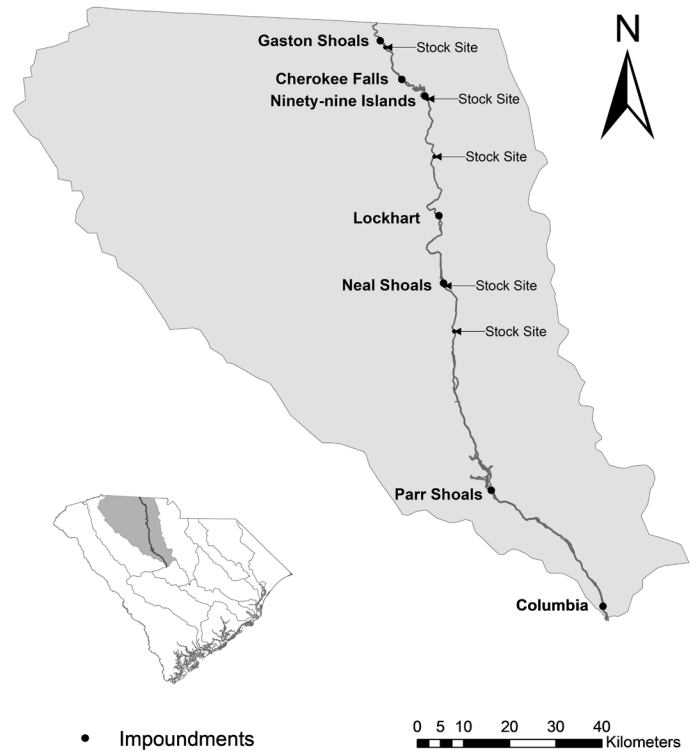 N
Gaston Shoals
Stock Site
Cherokee Falls
Ninety-nine Islands
Stock Site
Stock Site
Lockhart
Neal Shoals
Stock Site
Stock Site
Parr Shoals
Columbia
Impoundments
0 5 10 20 30 40
Kilometers